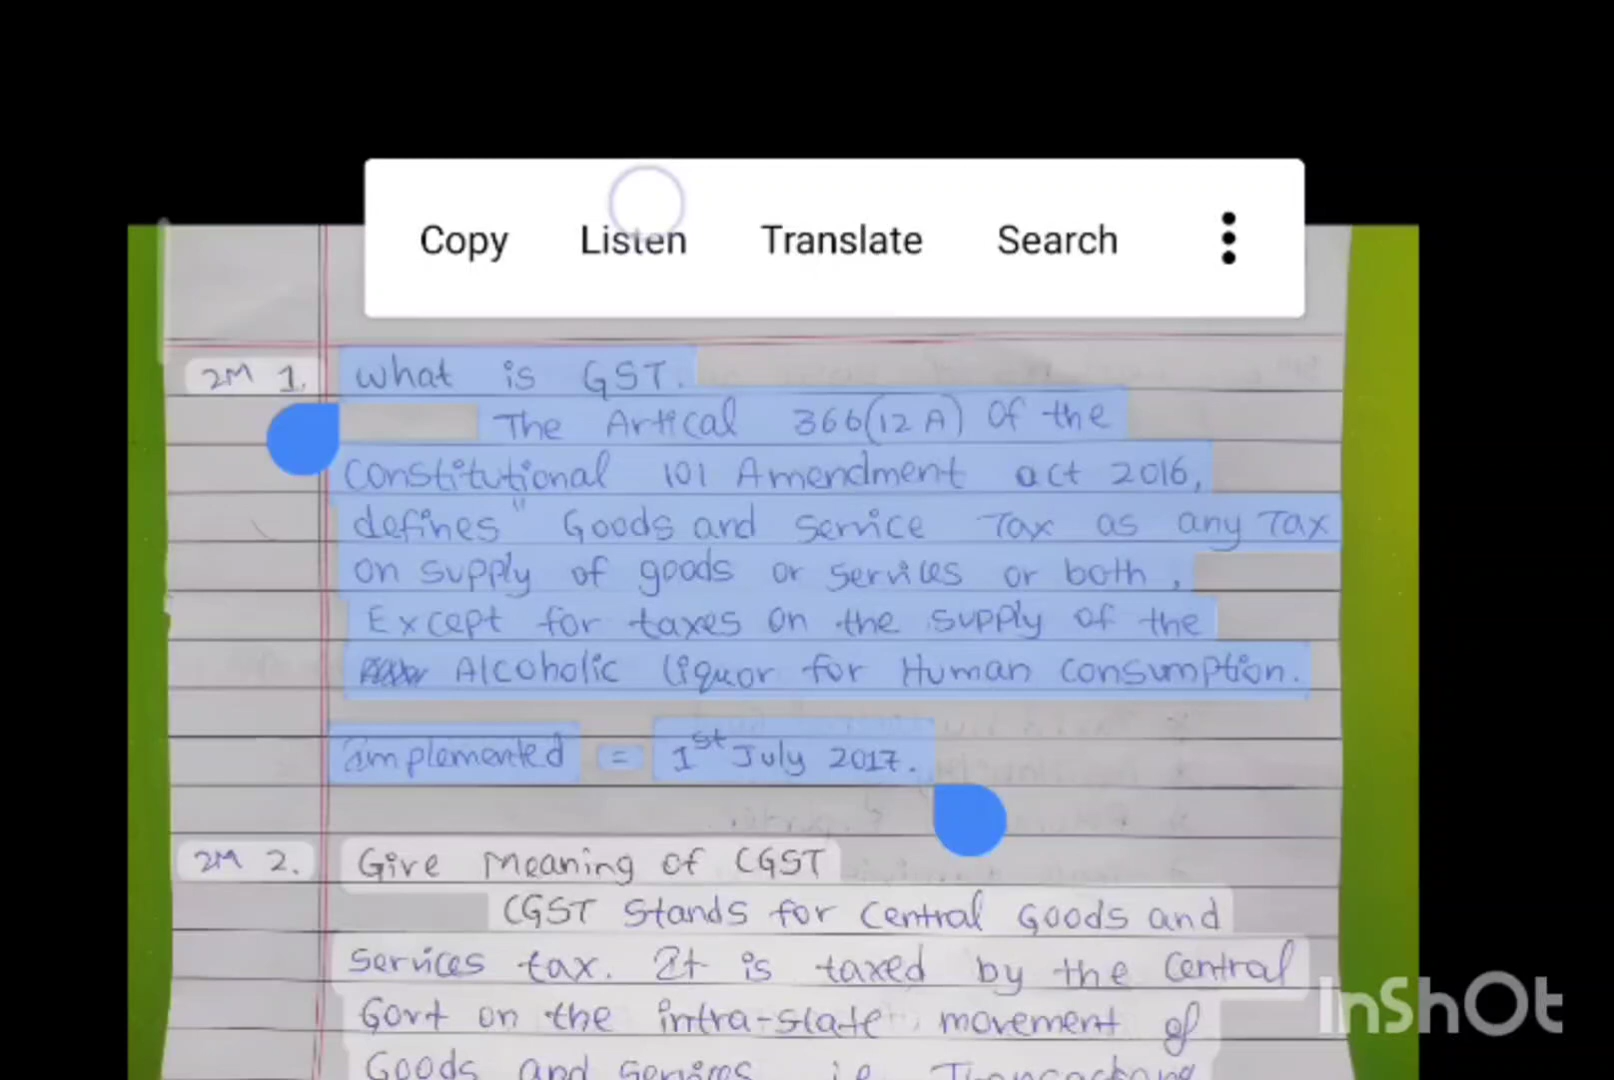 Copy Listen Translate Search
2M 1. What is GST.
The Artical 366(12A) Of the
Constitutional 101 Amendment act 2016,
defines " Goods and Service Tax as any Tax
on supply of goods or services or both,
Except for taxes on the supply of the
Alcoholic liquor for Human consumption.
implemented = 1st July 2017.
2M 2. Give Meaning of CGST
CGST Stands for Central Goods and
Services tax. It is taxed by the Central
Govt on the intra-state movement of
Goods and Services i.e
InShOt